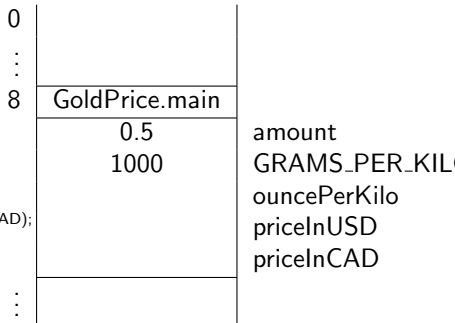 0
⋮
8 GoldPrice.main
0.5 amount
1000 GRAMS_PER_KIL
ouncePerKilo
AD); priceInUSD
priceInCAD
⋮